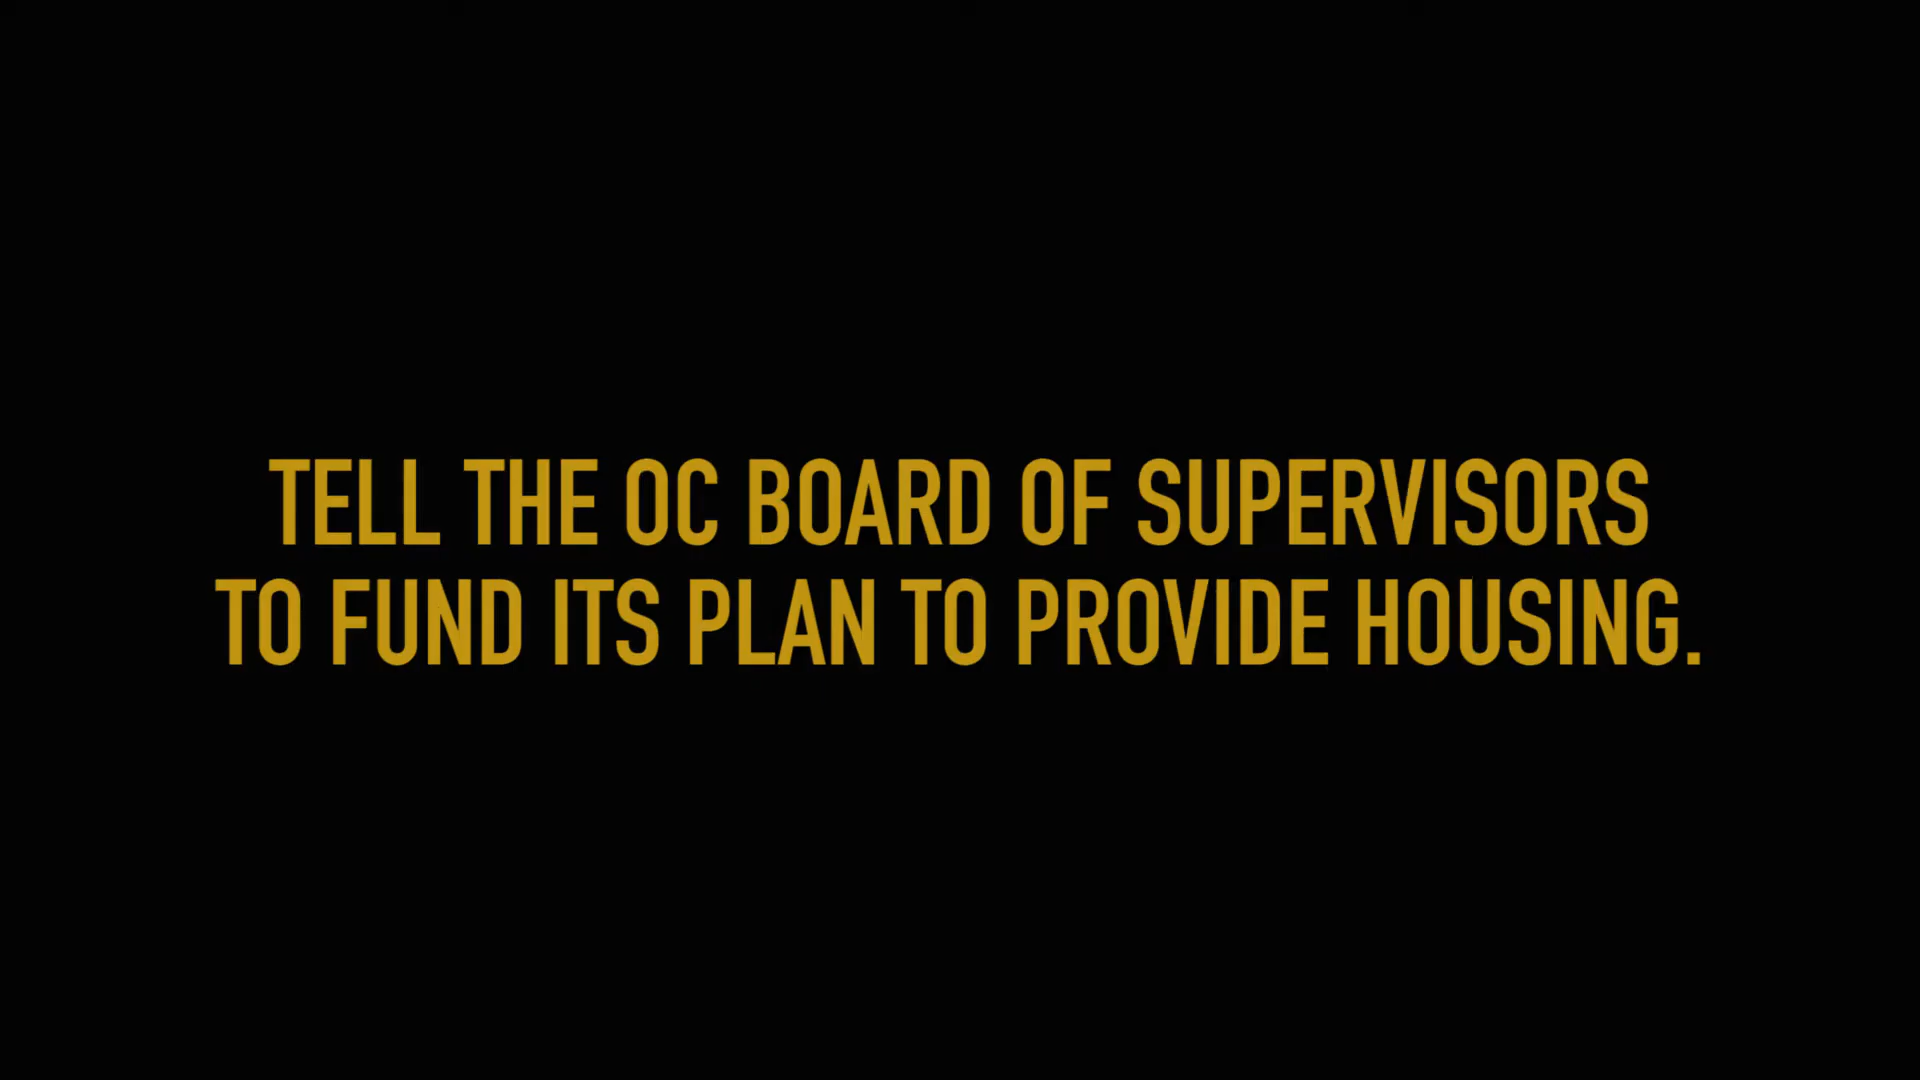 TELL THE OC BOARD OF SUPERVISORS
TO FUND ITS PLAN TO PROVIDE HOUSING.